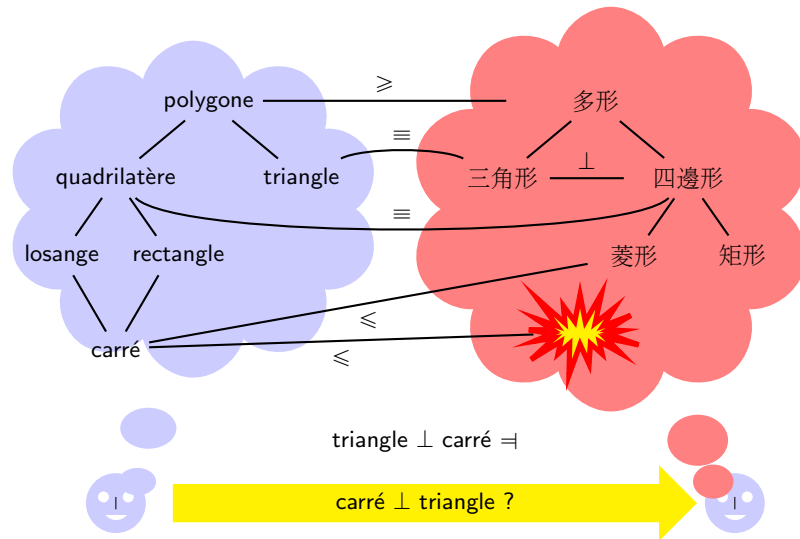 ⩾
polygone 多形
≡
⊥
quadrilatère triangle 三角形 四邊形
≡
losange rectangle 菱形 矩形
⩽
carré
⩽
triangle ⊥ carré ⫤
carré ⊥ triangle ?